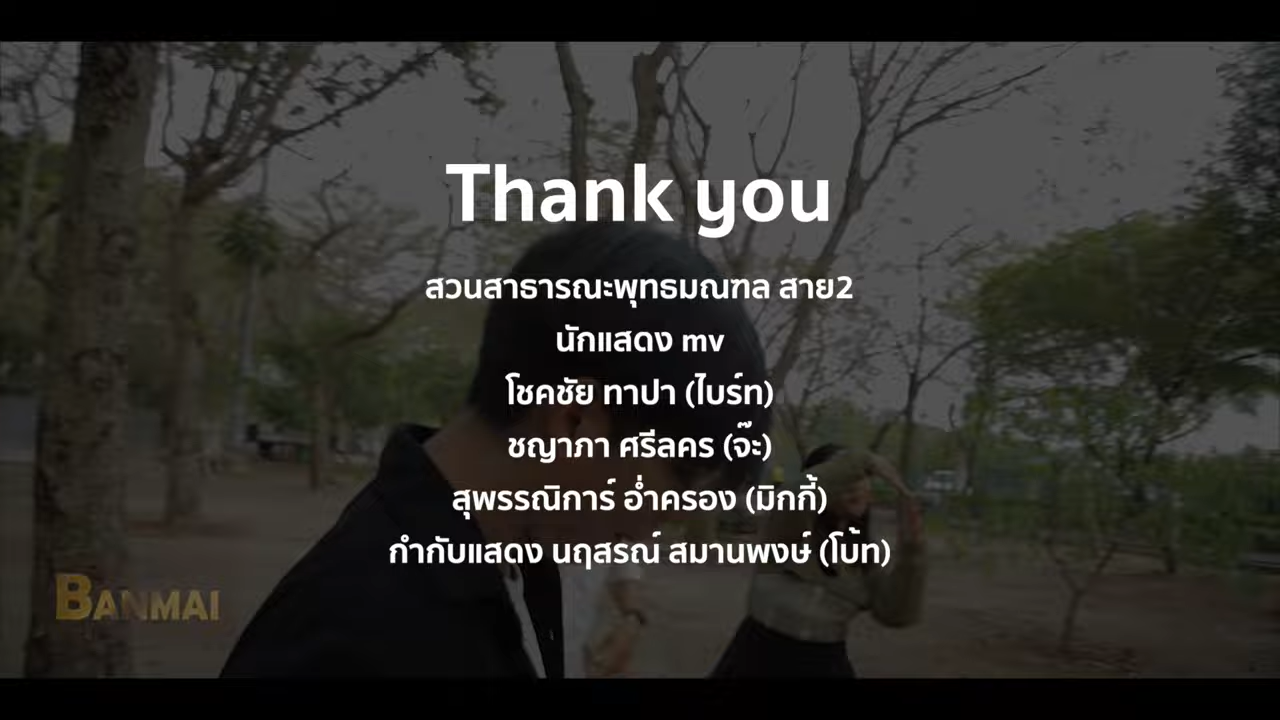 Thank you
สวนสาธารณะพุทธมณฑล สาย2
นักแสดง mv
โชคชัย ทาปา (ไบร์ท)
ชญาภา ศรีลคร (จ๊ะ)
สุพรรณิการ์ อ่ำครอง (มิกกี้)
กำกับแสดง นฤสรณ์ สมานพงษ์ (โบ้ท)
BANMAI